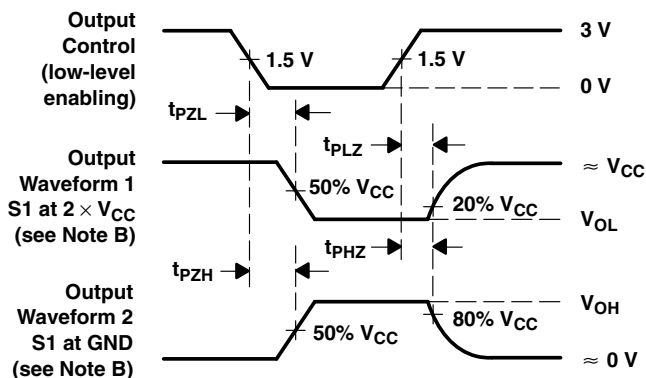 Output
Control
(low-level
enabling)
1.5 V
1.5 V
3 V
0 V
tPZL
tPLZ
Output
Waveform 1
S1 at 2 × VCC
(see Note B)
50% VCC
20% VCC
≈ VCC
VOL
tPZH
tPHZ
Output
Waveform 2
S1 at GND
(see Note B)
50% VCC
80% VCC
VOH
≈ 0 V